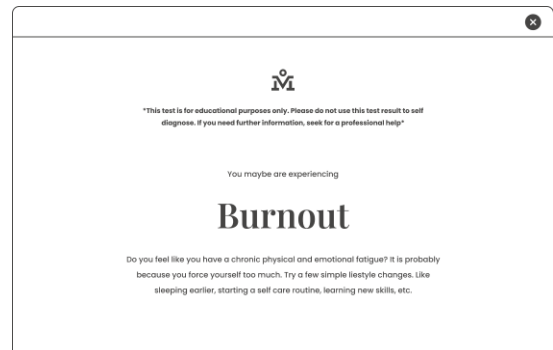 *This test is for educational purposes only. Please do not use this test result to self
diagnose. If you need further information, seek for a professional help*
You maybe are experiencing
Burnout
Do you feel like you have a chronic physical and emotional fatigue? It is probably
because you force yourself too much. Try a few simple liestyle changes. Like
sleeping earlier, starting a self care routine, learning new skills, etc.